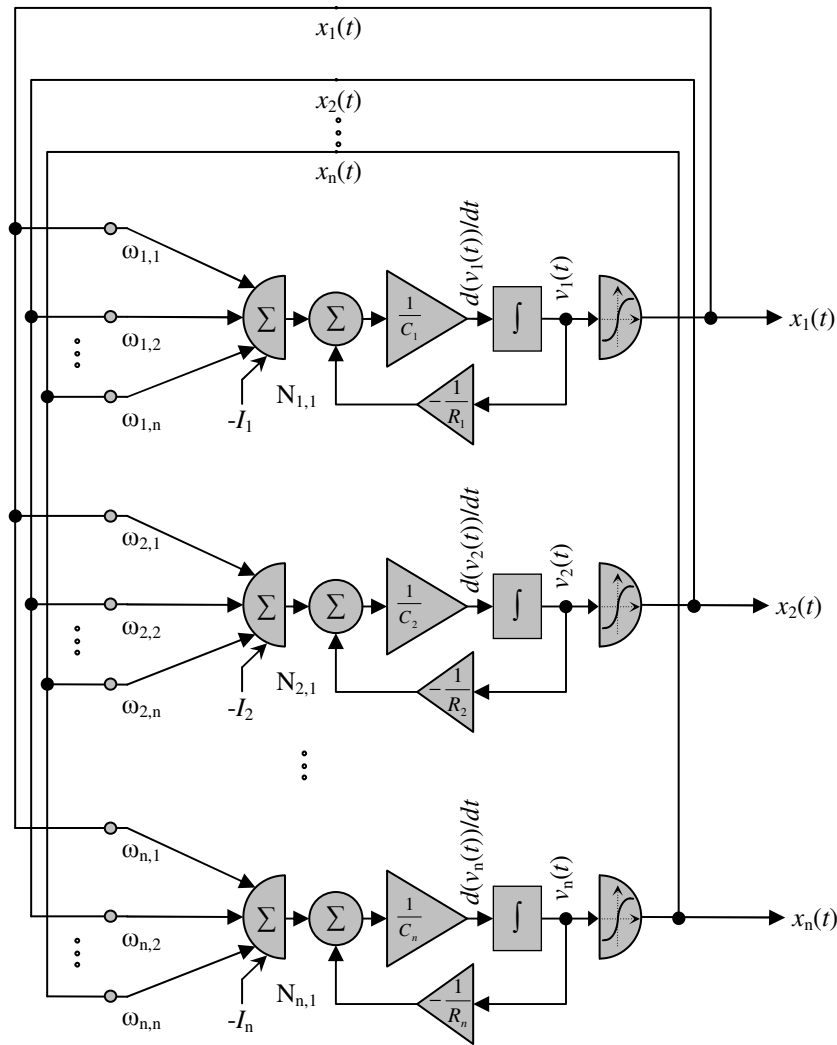 x₁(t)
x₂(t)
xₙ(t)
ω₁,₁
ω₁,₂
ω₁,ₙ
Σ
-I₁
N₁,₁
Σ
1/C₁
d(v₁(t))/dt
∫
v₁(t)
-1/R₁
x₁(t)
ω₂,₁
ω₂,₂
ω₂,ₙ
Σ
-I₂
N₂,₁
Σ
1/C₂
d(v₂(t))/dt
∫
v₂(t)
-1/R₂
x₂(t)
ωₙ,₁
ωₙ,₂
ωₙ,ₙ
Σ
-Iₙ
Nₙ,₁
Σ
1/Cₙ
d(vₙ(t))/dt
∫
vₙ(t)
-1/Rₙ
xₙ(t)